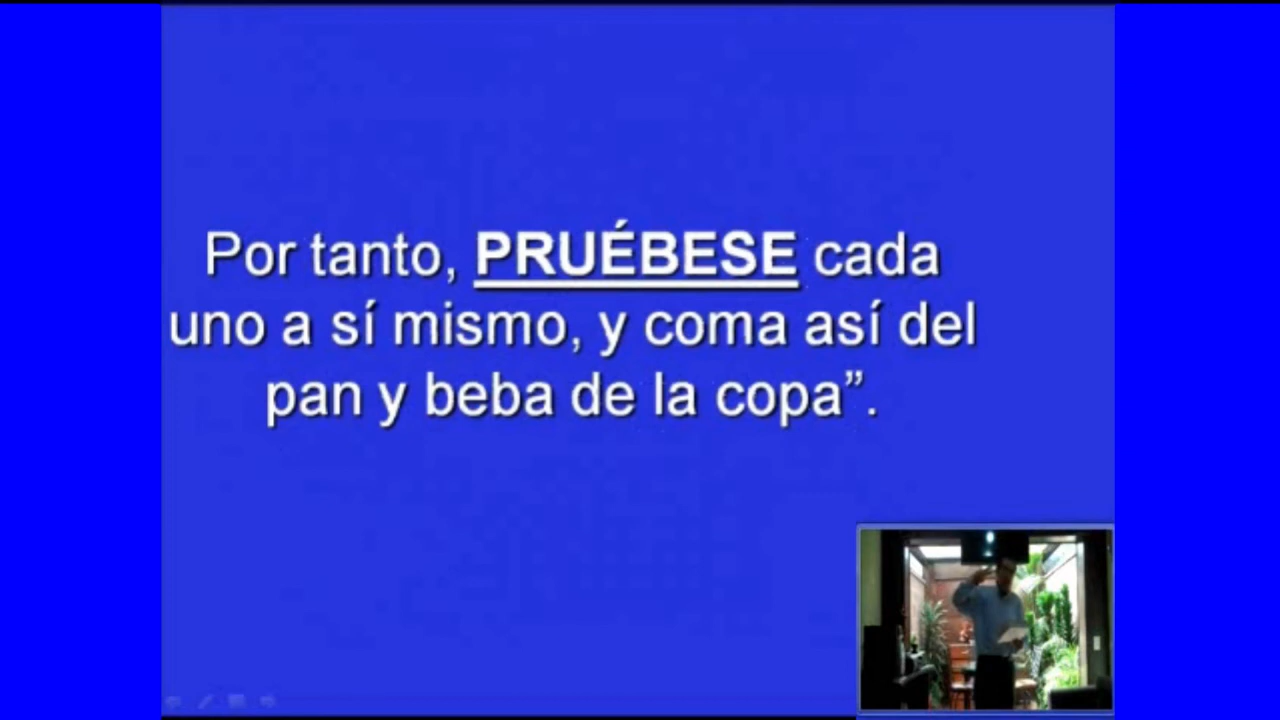 Por tanto, PRUÉBESE cada
uno a sí mismo, y coma así del
pan y beba de la copa”.